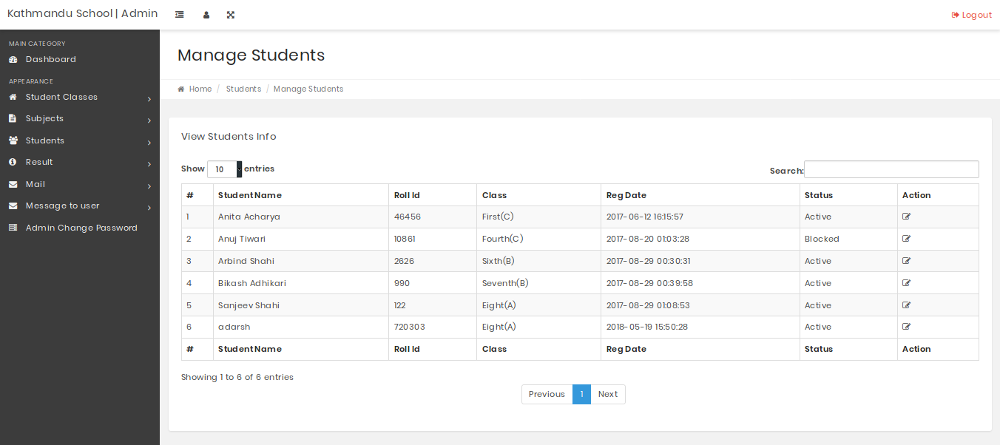 Kathmandu School | Admin
Logout
MAIN CATEGORY
Dashboard
APPEARANCE
Student Classes
Subjects
Students
Result
Mail
Message to user
Admin Change Password
Manage Students
Home / Students / Manage Students
View Students Info
Show 10 entries Search:
# Student Name Roll Id Class Reg Date Status Action
1 Anita Acharya 46456 First(C) 2017-06-12 16:15:57 Active
2 Anuj Tiwari 10861 Fourth(C) 2017-08-20 01:03:28 Blocked
3 Arbind Shahi 2626 Sixth(B) 2017-08-29 00:30:31 Active
4 Bikash Adhikari 990 Seventh(B) 2017-08-29 00:39:58 Active
5 Sanjeev Shahi 122 Eight(A) 2017-08-29 01:08:53 Active
6 adarsh 720303 Eight(A) 2018-05-19 15:50:28 Active
# Student Name Roll Id Class Reg Date Status Action
Showing 1 to 6 of 6 entries
Previous 1 Next